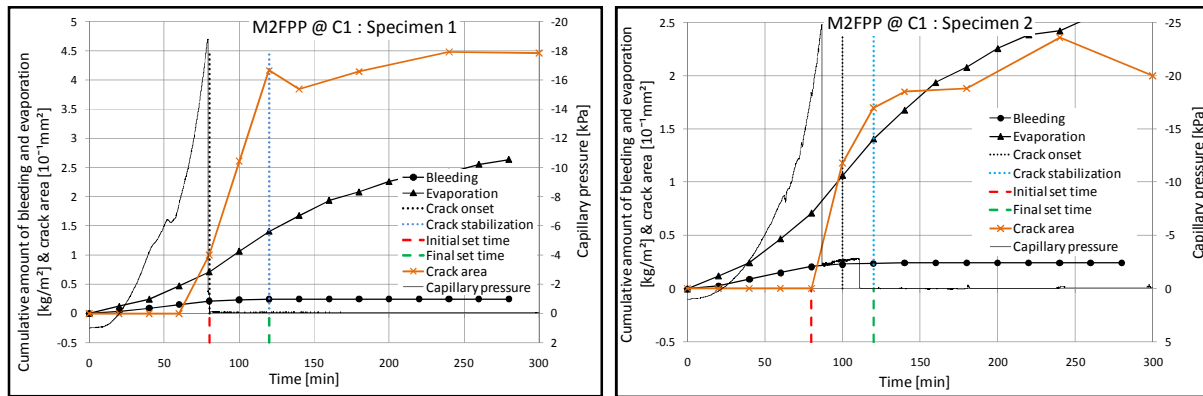 M2FPP @ C1 : Specimen 1
Cumulative amount of bleeding and evaporation
[kg/m²] & crack area [10⁻¹mm²]
5
4.5
4
3.5
3
2.5
2
1.5
1
0.5
0
-0.5
-20
-18
-16
-14
-12
-10
-8
-6
-4
-2
0
2
Capillary pressure [kPa]
Bleeding
Evaporation
Crack onset
Crack stabilization
Initial set time
Final set time
Crack area
Capillary pressure
0 50 100 150 200 250 300
Time [min]
M2FPP @ C1 : Specimen 2
Cumulative amount of bleeding and evaporation
[kg/m²] & crack area [10⁻¹mm²]
2.5
2
1.5
1
0.5
0
-0.5
-25
-20
-15
-10
-5
0
5
Capillary pressure [kPa]
Bleeding
Evaporation
Crack onset
Crack stabilization
Initial set time
Final set time
Crack area
Capillary pressure
0 50 100 150 200 250 300
Time [min]